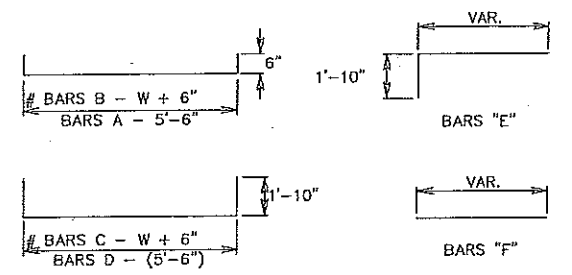 6"
# BARS B - W + 6"
BARS A - 5'-6"
VAR.
1'-10"
BARS "E"
1'-10"
# BARS C - W + 6"
BARS D - (5'-6")
VAR.
BARS "F"